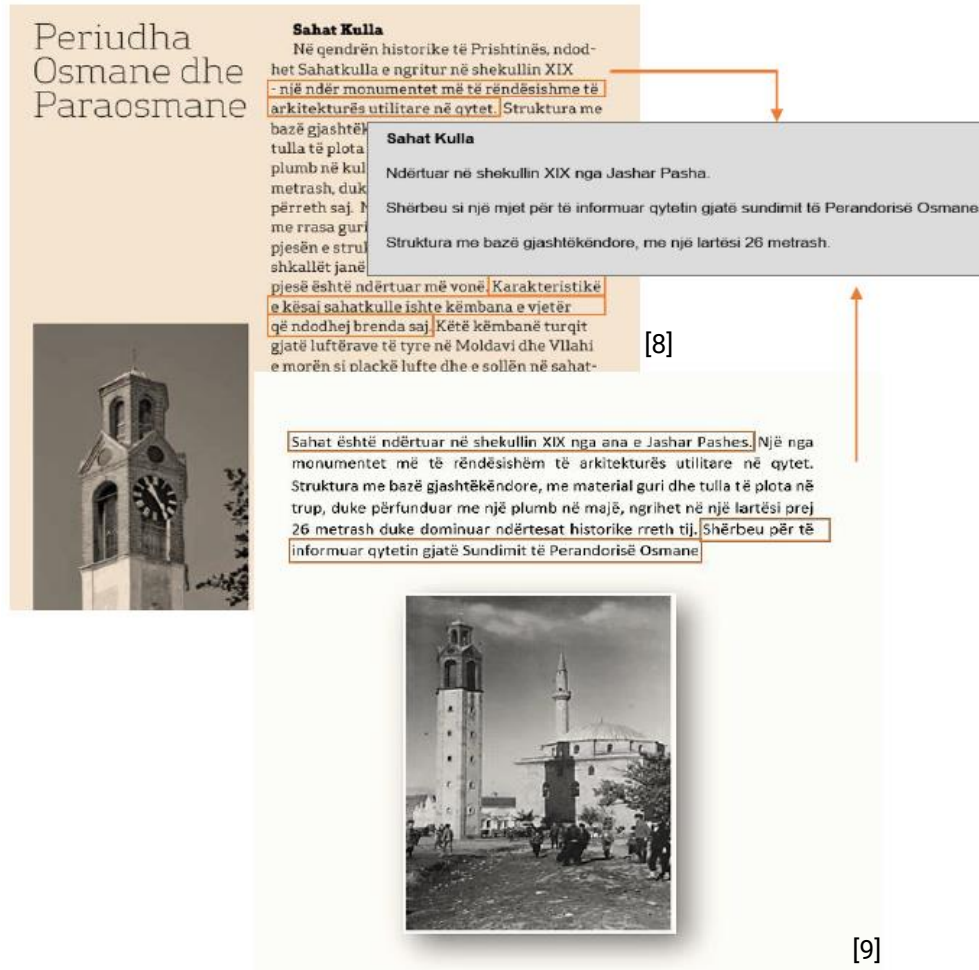 Periudha
Osmane dhe
Paraosmane
Sahat Kulla
Në qendrën historike të Prishtinës, ndod-
het Sahatkulla e ngritur në shekullin XIX
- një ndër monumentet më të rëndësishme të
arkitekturës utilitare në qytet. Struktura me
bazë
tulla të plota
plumb në
metrash,
përreth saj.
me rrasa
pjesën e
shkallët janë
pjesë është ndërtuar më vonë. Karakteristikë
e kësaj sahatkulle ishte këmbana e vjetër
që ndodhej brenda saj. Këtë këmbanë turqit
gjatë luftërave të tyre në Moldavi dhe Vllahi
e morën si plackë lufte dhe e sollën në sahat-
Sahat Kulla
Ndërtuar në shekullin XIX nga Jashar Pasha.
Shërbeu si një mjet për të informuar qytetin gjatë sundimit të Perandorisë Osmane
Struktura me bazë gjashtëkëndore, me një lartësi 26 metrash.
[8]
Sahat është ndërtuar në shekullin XIX nga ana e Jashar Pashes. Një nga
monumentet më të rëndësishëm të arkitekturës utilitare në qytet.
Struktura me bazë gjashtëkëndore, me material guri dhe tulla të plota në
trup, duke përfunduar me një plumb në majë, ngrihet në një lartësi prej
26 metrash duke dominuar ndërtesat historike rreth tij. Shërbeu për të
informuar qytetin gjatë Sundimit të Perandorisë Osmane
[9]